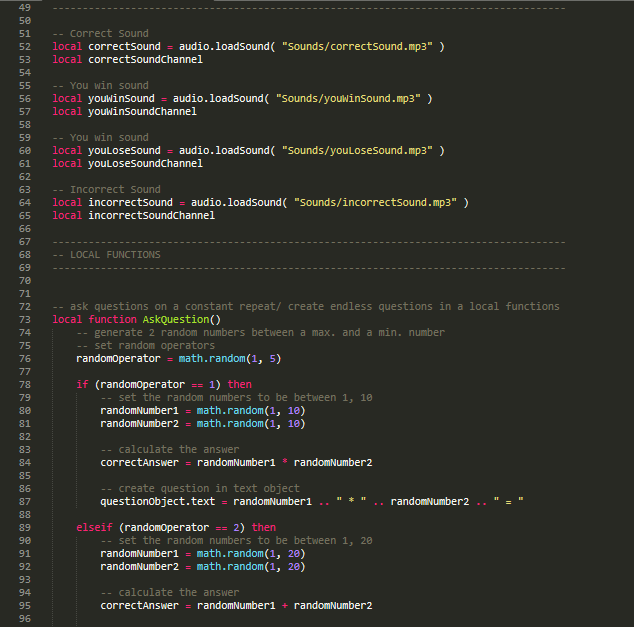 49 ---------------------------------------------------------------------------------------
50
51 -- Correct Sound
52 local correctSound = audio.loadSound( "Sounds/correctSound.mp3" )
53 local correctSoundChannel
54
55 -- You win sound
56 local youWinSound = audio.loadSound( "Sounds/youWinSound.mp3" )
57 local youWinSoundChannel
58
59 -- You win sound
60 local youLoseSound = audio.loadSound( "Sounds/youLoseSound.mp3" )
61 local youLoseSoundChannel
62
63 -- Incorrect Sound
64 local incorrectSound = audio.loadSound( "Sounds/incorrectSound.mp3" )
65 local incorrectSoundChannel
66
67 ---------------------------------------------------------------------------------------
68 -- LOCAL FUNCTIONS
69 ---------------------------------------------------------------------------------------
70
71
72 -- ask questions on a constant repeat/ create endless questions in a local functions
73 local function AskQuestion()
74     -- generate 2 random numbers between a max. and a min. number
75     -- set random operators
76     randomOperator = math.random(1, 5)
77
78     if (randomOperator == 1) then
79         -- set the random numbers to be between 1, 10
80         randomNumber1 = math.random(1, 10)
81         randomNumber2 = math.random(1, 10)
82
83         -- calculate the answer
84         correctAnswer = randomNumber1 * randomNumber2
85
86         -- create question in text object
87         questionObject.text = randomNumber1 .. " * " .. randomNumber2 .. " = "
88
89     elseif (randomOperator == 2) then
90         -- set the random numbers to be between 1, 20
91         randomNumber1 = math.random(1, 20)
92         randomNumber2 = math.random(1, 20)
93
94         -- calculate the answer
95         correctAnswer = randomNumber1 + randomNumber2
96